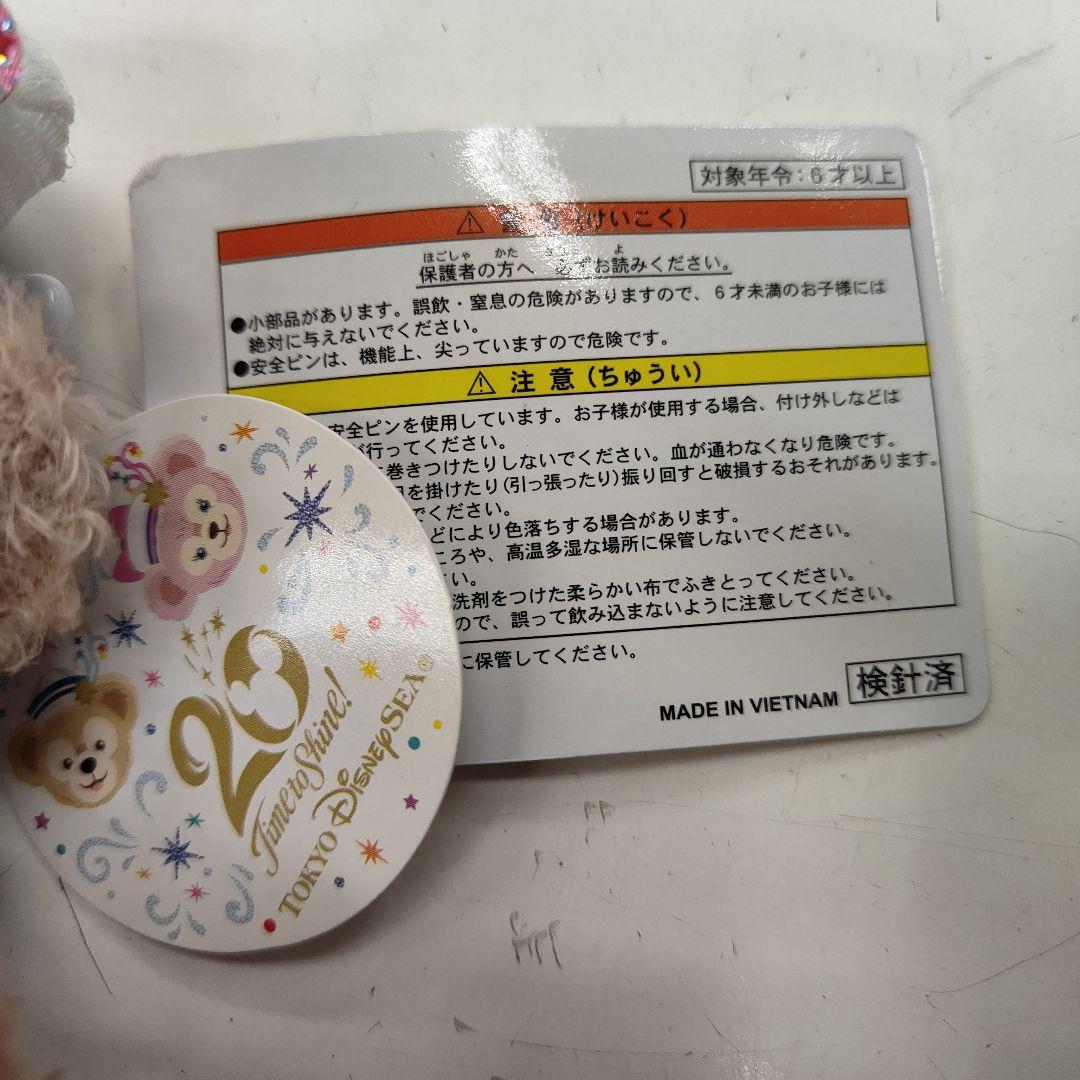 対象年令:6才以上
(けいこく)
ほごしゃ かた よ
保護者の方へ お読みください。
●小部品があります。誤飲・窒息の危険がありますので、6才未満のお子様には
絶対に与えないでください。
●安全ピンは、機能上、尖っていますので危険です。
注意(ちゅうい)
安全ピンを使用しています。お子様が使用する場合、付け外しなどは
行ってください。
巻きつけたりしないでください。血が通わなくなり危険です。
を掛けたり(引っ張ったり)振り回すと破損するおそれがあります。
ください。
どにより色落ちする場合があります。
ころや、高温多湿な場所に保管しないでください。
い。
洗剤をつけた柔らかい布でふきとってください。
ので、誤って飲み込まないように注意してください。
に保管してください。
MADE IN VIETNAM 検針済
20
Time to Shine!
TOKYO DISNEY SEA®